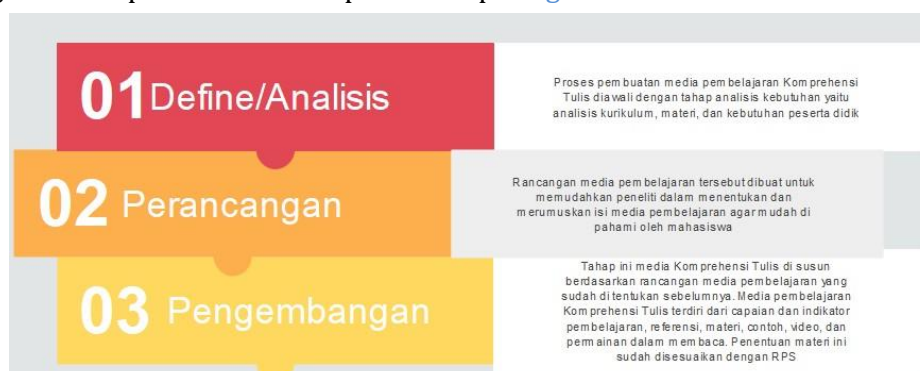 01 Define/Analisis
Proses pembuatan media pembelajaran Komprehensi
Tulis diawali dengan tahap analisis kebutuhan yaitu
analisis kurikulum, materi, dan kebutuhan peserta didik
02 Perancangan
Rancangan media pembelajaran tersebut dibuat untuk
memudahkan peneliti dalam menentukan dan
merumuskan isi media pembelajaran agar mudah di
pahami oleh mahasiswa
03 Pengembangan
Tahap ini media Komprehensi Tulis di susun
berdasarkan rancangan media pembelajaran yang
sudah di tentukan sebelumnya. Media pembelajaran
Komprehensi Tulis terdiri dari capaian dan indikator
pembelajaran, referensi, materi, contoh, video, dan
permainan dalam membaca. Penentuan materi ini
sudah disesuaikan dengan RPS